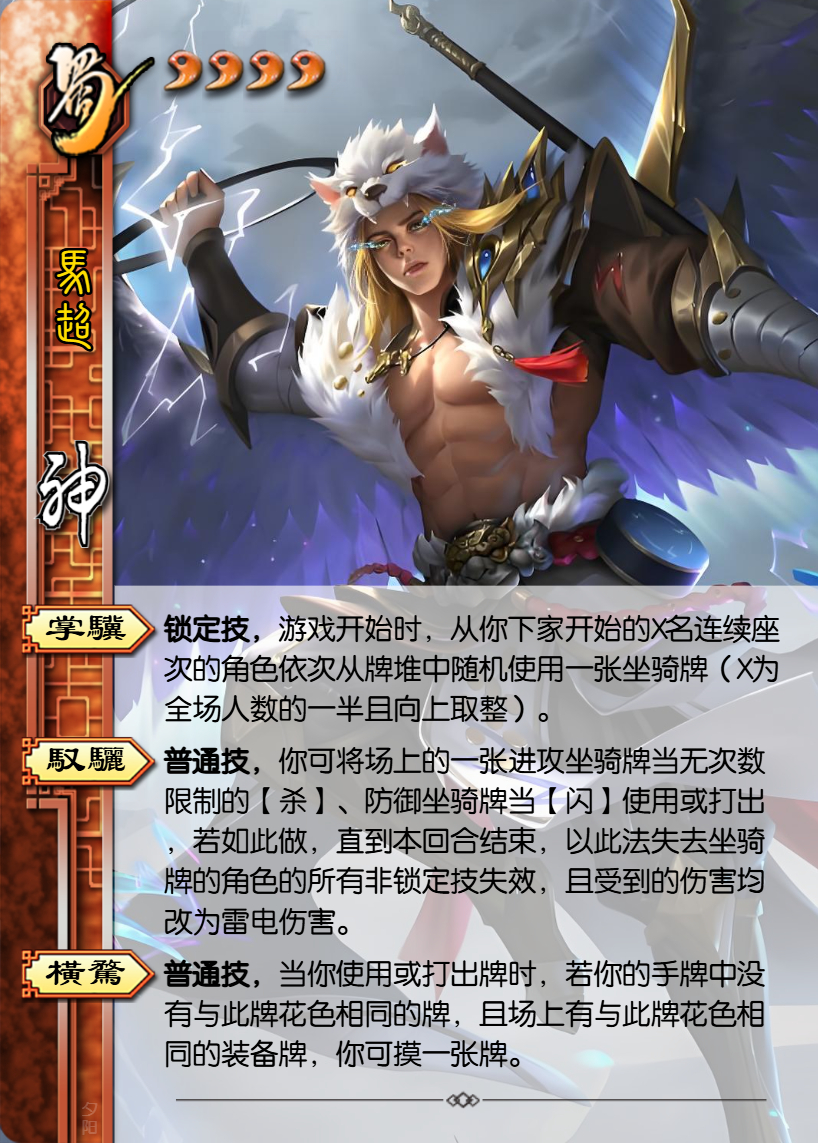 蜀
馬超
神
掌驥
锁定技，游戏开始时，从你下家开始的X名连续座
次的角色依次从牌堆中随机使用一张坐骑牌（X为
全场人数的一半且向上取整）。
馭驪
普通技，你可将场上的一张进攻坐骑牌当无次数
限制的【杀】、防御坐骑牌当【闪】使用或打出
，若如此做，直到本回合结束，以此法失去坐骑
牌的角色的所有非锁定技失效，且受到的伤害均
改为雷电伤害。
橫驁
普通技，当你使用或打出牌时，若你的手牌中没
有与此牌花色相同的牌，且场上有与此牌花色相
同的装备牌，你可摸一张牌。
夕阳